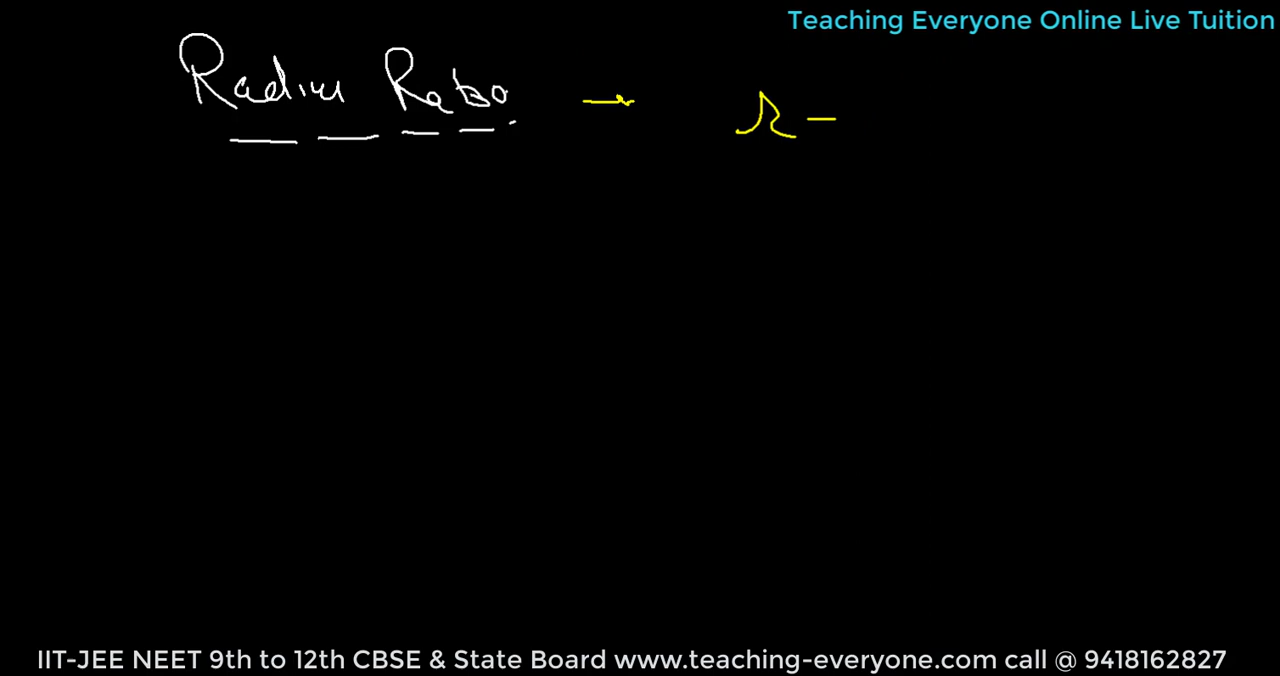 Teaching Everyone Online Live Tuition
Radius Ratio → r -
IIT-JEE NEET 9th to 12th CBSE & State Board www.teaching-everyone.com call @ 9418162827